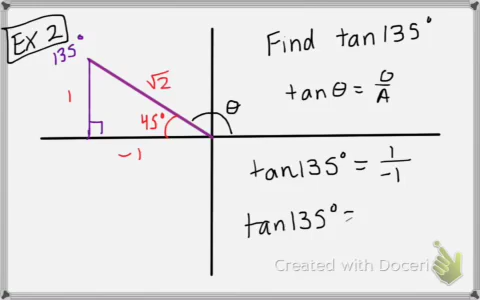 Ex 2
135°
1
√2
45°
θ
-1
Find tan135°
tanθ = O/A
tan135° = 1/-1
tan135° =
Created with Doceri